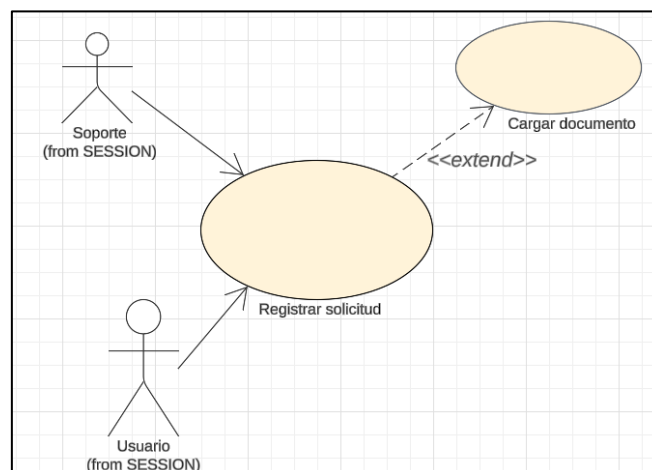 Soporte
(from SESSION)
Cargar documento
<<extend>>
Registrar solicitud
Usuario
(from SESSION)